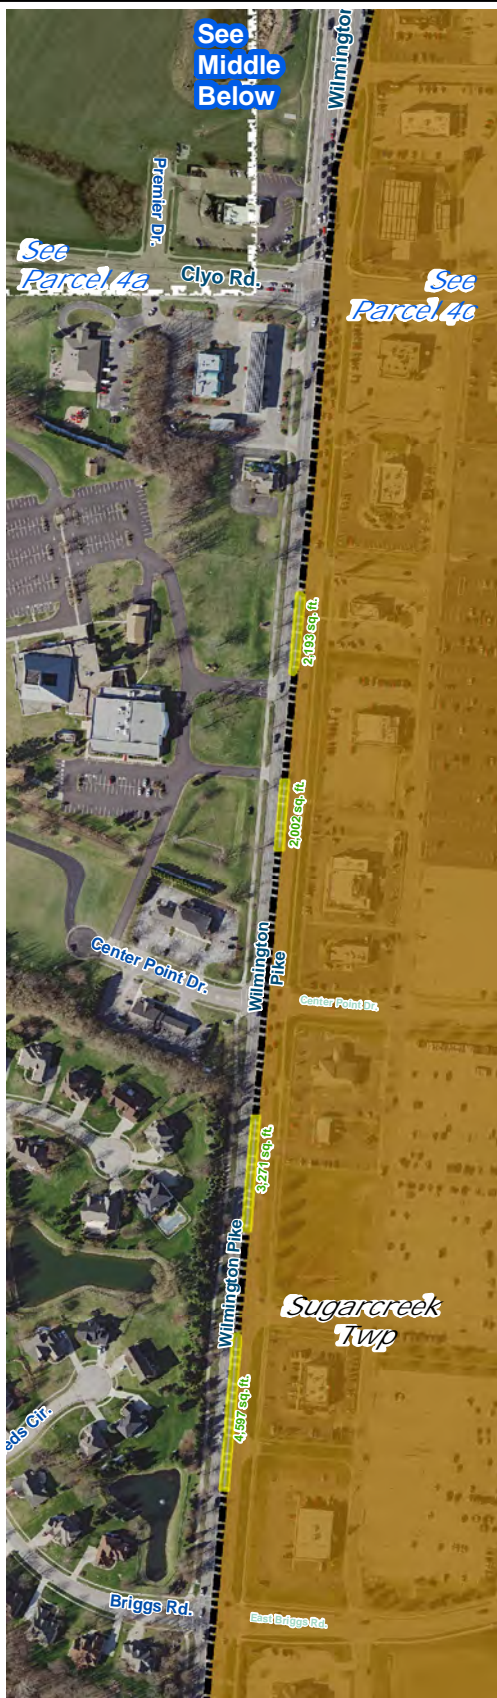 See
Middle
Below
Wilmington
Premier Dr.
See
Parcel 4a
Clyo Rd.
See
Parcel 4c
2,193 sq. ft.
2,002 sq. ft.
Wilmington
Pike
Center Point Dr.
Center Point Dr.
3,271 sq. ft.
Wilmington Pike
Sugarcreek
Twp
4,597 sq. ft.
eds Cir.
Briggs Rd.
East Briggs Rd.